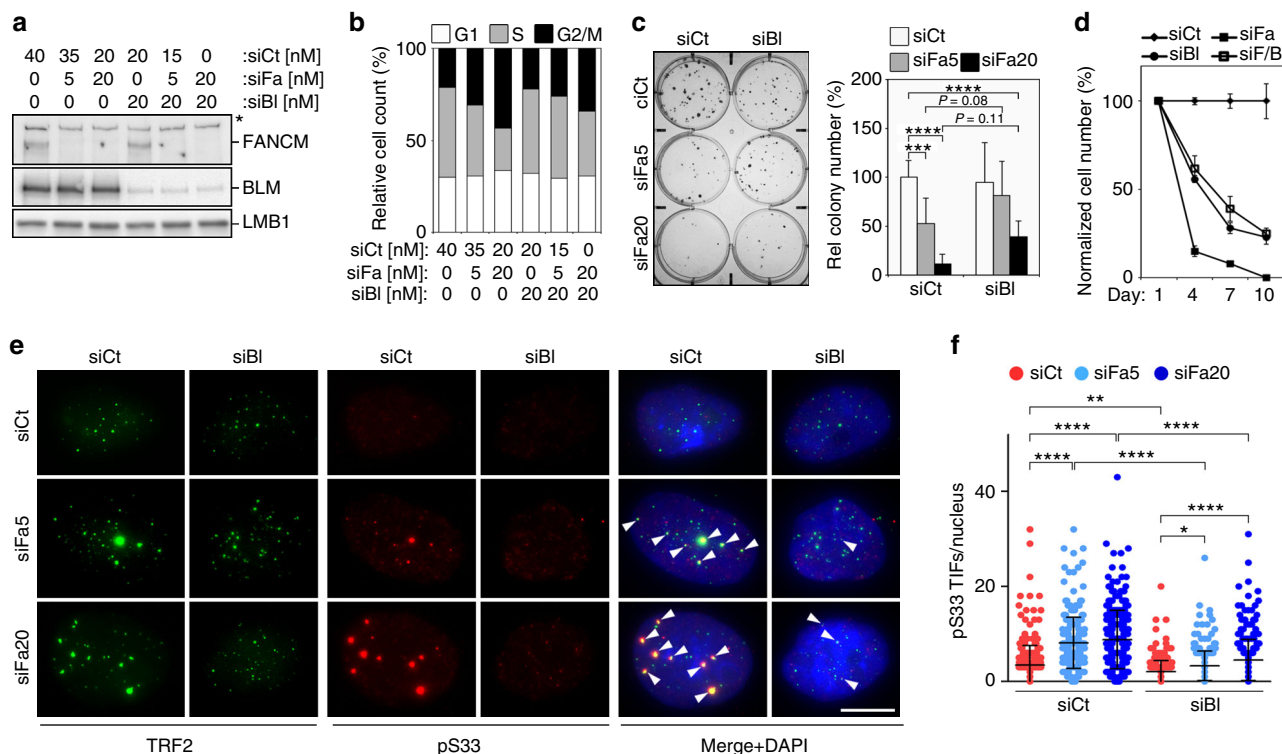 a
40 35 20 20 15 0 :siCt [nM]
0 5 20 0 5 20 :siFa [nM]
0 0 0 20 20 20 :siBl [nM]
*
FANCM
BLM
LMB1
b
G1 S G2/M
Relative cell count (%)
100
50
0
siCt [nM]: 40 35 20 20 15 0
siFa [nM]: 0 5 20 0 5 20
siBl [nM]: 0 0 0 20 20 20
c
siCt siBl
ciCt
siFa5
siFa20
siCt
siFa5 siFa20
Rel colony number (%)
200
150
100
50
0
****
P = 0.08
P = 0.11
****
***
siCt siBl
d
siCt siFa
siBl siF/B
Normalized cell number (%)
100
50
0
Day: 1 4 7 10
e
siCt siBl siCt siBl siCt siBl
siCt
siFa5
siFa20
TRF2 pS33 Merge+DAPI
f
siCt siFa5 siFa20
pS33 TIFs/nucleus
40
20
0
**
**** ****
**** ****
****
*
siCt siBl